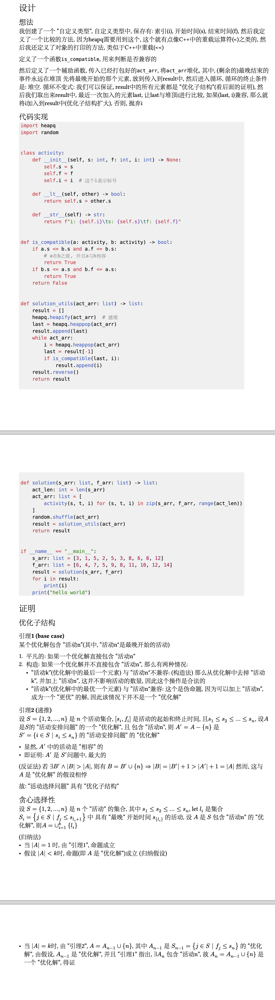 设计
想法
我创建了一个 “自定义类型”, 自定义类型中, 保存有: 索引(i), 开始时间(s), 结束时间(f), 然后我定
义了一个比较的方法, 因为heapq需要用到这个, 这个就有点像C++中的重载运算符(<)之类的, 然
后我还定义了对象的打印的方法, 类似于C++中重载(<<)
定义了一个函数is_compatible, 用来判断是否兼容的
然后定义了一个辅助函数, 传入已经打包好的act_arr, 将act_arr堆化, 其中, (剩余的)最晚结束的
事件永远在堆顶 先将最晚开始的那个元素, 放到传入到result中, 然后进入循环, 循环的终止条件
是: 堆空. 循环不变式: 我们可以保证, result中的所有元素都是 “优化子结构”(看后面的证明), 然
后我们取出来result中, 最近一次加入的元素last, 让last与堆顶i进行比较, 如果(last, i)兼容, 那么就
将i加入到result中(优化子结构扩大), 否则, 抛弃i
代码实现
import heapq
import random
class activity:
    def __init__(self, s: int, f: int, i: int) -> None:
        self.s = s
        self.f = f
        self.i = i  # 这个i表示标号
    def __lt__(self, other) -> bool:
        return self.s > other.s
    def __str__(self) -> str:
        return f"i: {self.i}\ts: {self.s}\tf: {self.f}"
def is_compatible(a: activity, b: activity) -> bool:
    if a.s <= b.s and a.f <= b.s:
        # a在b之前, 并且a与b相容
        return True
    if b.s <= a.s and b.f <= a.s:
        return True
    return False
def solution_utils(act_arr: list) -> list:
    result = []
    heapq.heapify(act_arr)  # 建堆
    last = heapq.heappop(act_arr)
    result.append(last)
    while act_arr:
        i = heapq.heappop(act_arr)
        last = result[-1]
        if is_compatible(last, i):
            result.append(i)
    result.reverse()
    return result
def solution(s_arr: list, f_arr: list) -> list:
    act_len: int = len(s_arr)
    act_arr: list = [
        activity(s, t, i) for (s, t, i) in zip(s_arr, f_arr, range(act_len))
    ]
    random.shuffle(act_arr)
    result = solution_utils(act_arr)
    return result
if __name__ == "__main__":
    s_arr: list = [3, 1, 5, 2, 5, 3, 8, 6, 8, 12]
    f_arr: list = [6, 4, 7, 5, 9, 8, 11, 10, 12, 14]
    result = solution(s_arr, f_arr)
    for i in result:
        print(i)
    print("hello world")
证明
优化子结构
引理1 (base case)
某个优化解包含 “活动n”(其中, “活动n"是最晚开始的活动)
1. 平凡的: 如果一个优化解直接包含 “活动n”
2. 构造: 如果一个优化解并不直接包含 “活动n”, 那么有两种情况:
• “活动k”(优化解中的最后一个元素) 与 “活动n"不兼容: (构造法) 那么从优化解中去掉 “活动
k”, 并加上 “活动n”, 这并不影响活动的数量, 因此这个操作是合法的
• “活动k”(优化解中的最优一个元素) 与 “活动n"兼容: 这个是伪命题, 因为可以加上 “活动n”,
成为一个 “更优” 的解, 因此该情况下并不是一个 “优化解”
引理2 (递推)
设 S = {1, 2, ..., n} 是 n 个活动集合, [s_i, f_i] 是活动的起始和终止时间, 且s_1 ≤ s_2 ≤ ... ≤ s_n, 设A
是S的 “活动安排问题” 的一个 “优化解”, 且 包含 “活动n”, 则 A′ = A − {n} 是
S′ = {i ∈ S | s_i ≤ s_n} 的 “活动安排问题” 的 “优化解”
• 显然, A′ 中的活动是 “相容” 的
• 即证明: A′ 是 S′问题中, 最大的
(反证法) 若 ∃B′ ∧ |B| > |A|, 则有 B = B′ ∪ {n} ⇒ |B| = |B′| + 1 > |A′| + 1 = |A| 然而, 这与
A 是 “优化解” 的假设相悖
故: “活动选择问题” 具有 “优化子结构”
贪心选择性
设 S = {1, 2, ..., n} 是 n 个 “活动” 的集合, 其中 s_1 ≤ s_2 ≤ ... ≤ s_n, let l_i 是集合
S_i = {j ∈ S | f_j ≤ s_{l_i+1}} 中 具有 “最晚” 开始时间 s_{{l_i}} 的活动, 设 A 是 S 包含 “活动n” 的 “优
化解”, 则A = ∪_{i=1}^k {l_i}
(归纳法)
• 当 |A| = 1 时, 由 “引理1”, 命题成立
• 假设 |A| < k时, 命题(即 A 是 “优化解”)成立 (归纳假设)
• 当 |A| = k时, 由 “引理2”, A = A_{n−1} ∪ {n}, 其中 A_{n−1} 是 S_{n−1} = {j ∈ S | f_j ≤ s_n} 的 “优化
解”, 由假设, A_{n−1} 是 “优化解”, 并且 “引理1” 指出, ∃A_n 包含 “活动n”, 故 A_n = A_{n−1} ∪ {n} 是
一个 “优化解”, 得证